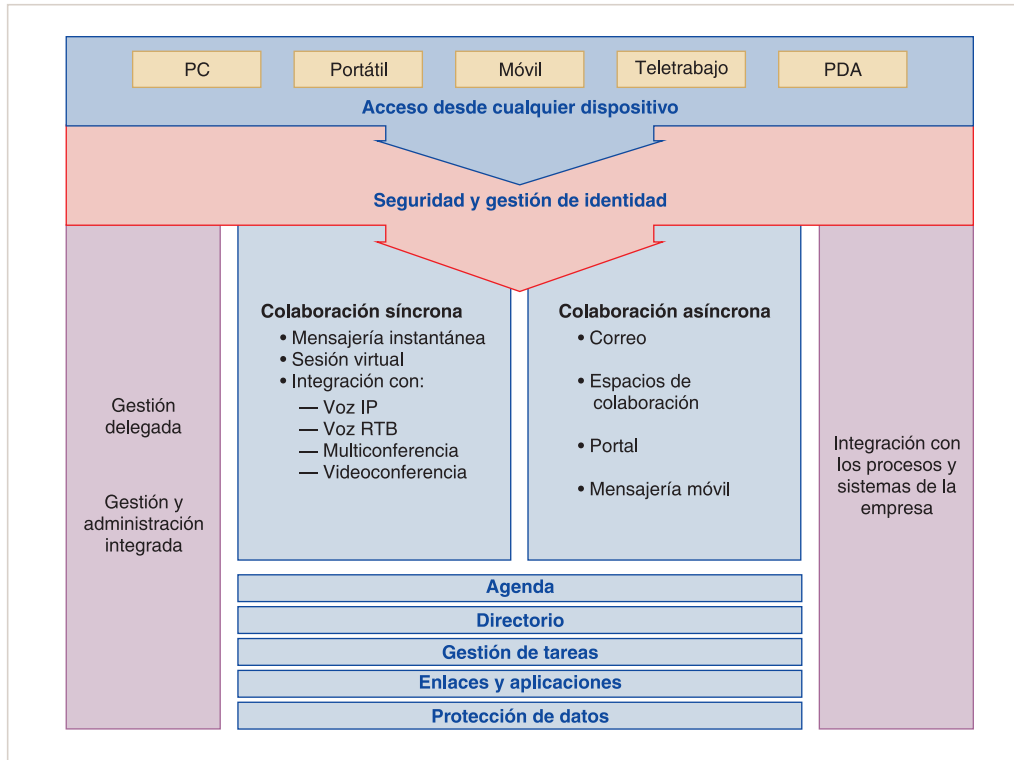 PC
Portátil
Móvil
Teletrabajo
PDA
Acceso desde cualquier dispositivo
Seguridad y gestión de identidad
Gestión
delegada
Gestión y
administración
integrada
Colaboración síncrona
• Mensajería instantánea
• Sesión virtual
• Integración con:
— Voz IP
— Voz RTB
— Multiconferencia
— Videoconferencia
Colaboración asíncrona
• Correo
• Espacios de
colaboración
• Portal
• Mensajería móvil
Integración con
los procesos y
sistemas de la
empresa
Agenda
Directorio
Gestión de tareas
Enlaces y aplicaciones
Protección de datos